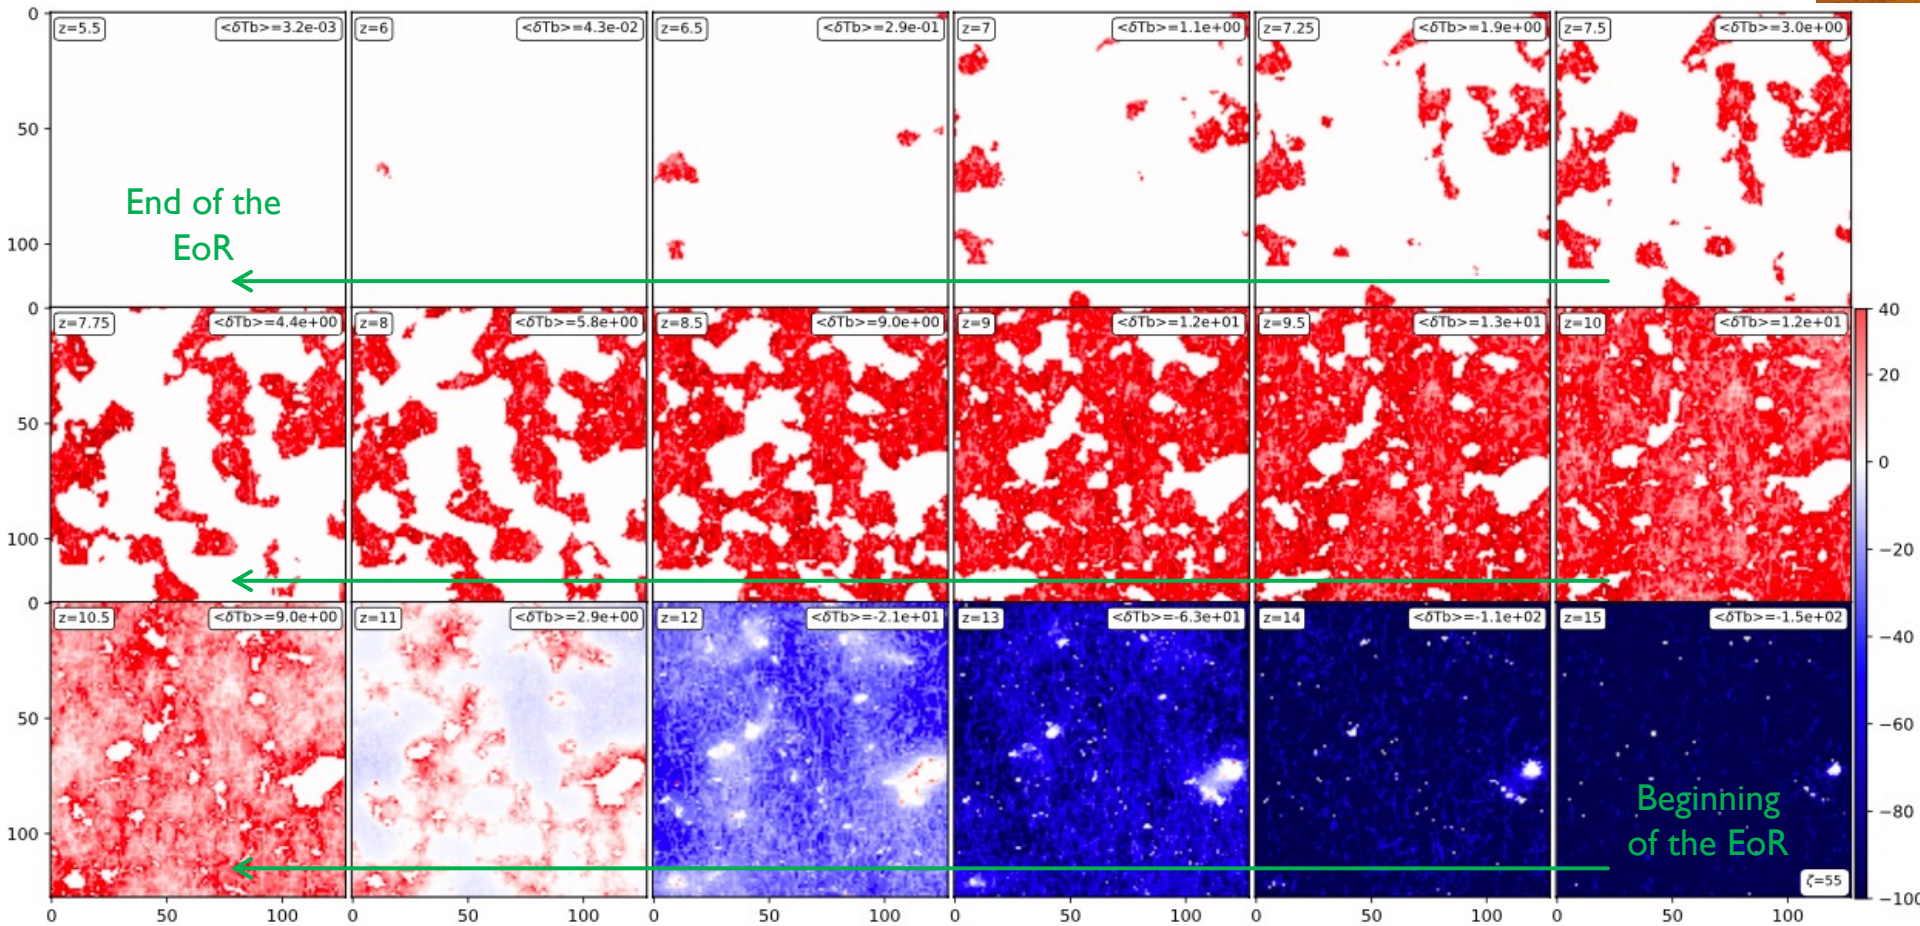 0
z=5.5 <δTb>=3.2e-03
z=6 <δTb>=4.3e-02
z=6.5 <δTb>=2.9e-01
z=7 <δTb>=1.1e+00
z=7.25 <δTb>=1.9e+00
z=7.5 <δTb>=3.0e+00
50
100
End of the
EoR
0
z=7.75 <δTb>=4.4e+00
z=8 <δTb>=5.8e+00
z=8.5 <δTb>=9.0e+00
z=9 <δTb>=1.2e+01
z=9.5 <δTb>=1.3e+01
z=10 <δTb>=1.2e+01
50
100
0
z=10.5 <δTb>=9.0e+00
z=11 <δTb>=2.9e+00
z=12 <δTb>=-2.1e+01
z=13 <δTb>=-6.3e+01
z=14 <δTb>=-1.1e+02
z=15 <δTb>=-1.5e+02
50
100
Beginning
of the EoR
ζ=55
0 50 100 0 50 100 0 50 100 0 50 100 0 50 100 0 50 100
40
20
0
−20
−40
−60
−80
−100